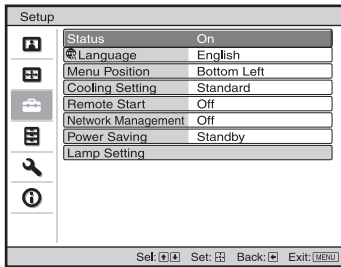 Setup
Status On
Language English
Menu Position Bottom Left
Cooling Setting Standard
Remote Start Off
Network Management Off
Power Saving Standby
Lamp Setting
Sel: Set: Back: Exit: MENU